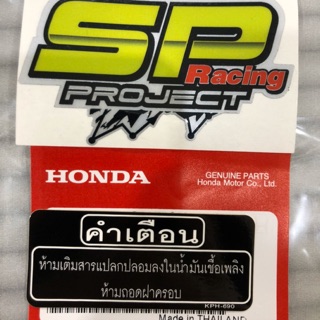 SP
Racing
PROJECT
GENUINE PARTS
HONDA
Honda Motor Co., Ltd.
คำเตือน
ห้ามเติมสารแปลกปลอมลงในน้ำมันเชื้อเพลิง
ห้ามถอดฝาครอบ
KPH-690
Made in THAILAND